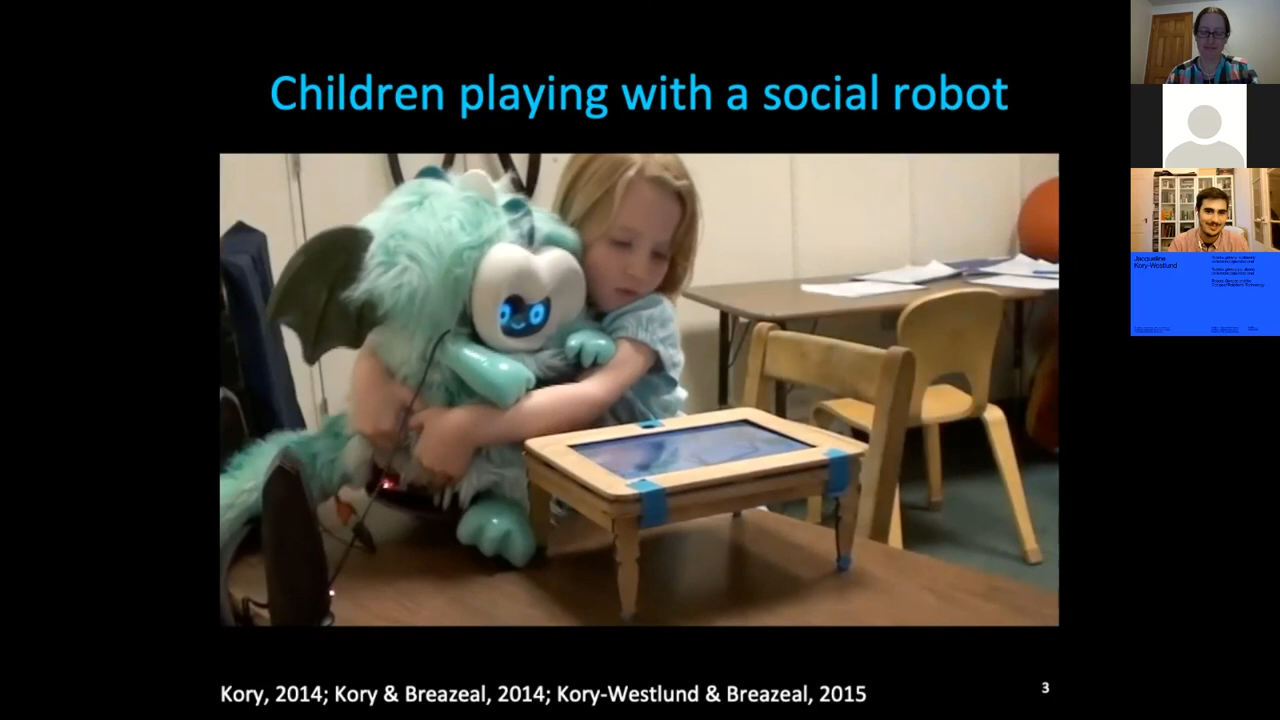 Children playing with a social robot
Kory, 2014; Kory & Breazeal, 2014; Kory-Westlund & Breazeal, 2015
3
Jacqueline
Kory-Westlund